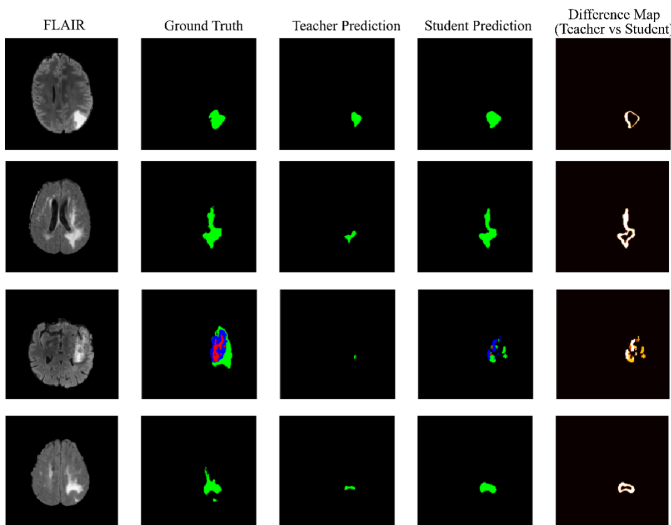 FLAIR
Ground Truth
Teacher Prediction
Student Prediction
Difference Map
(Teacher vs Student)